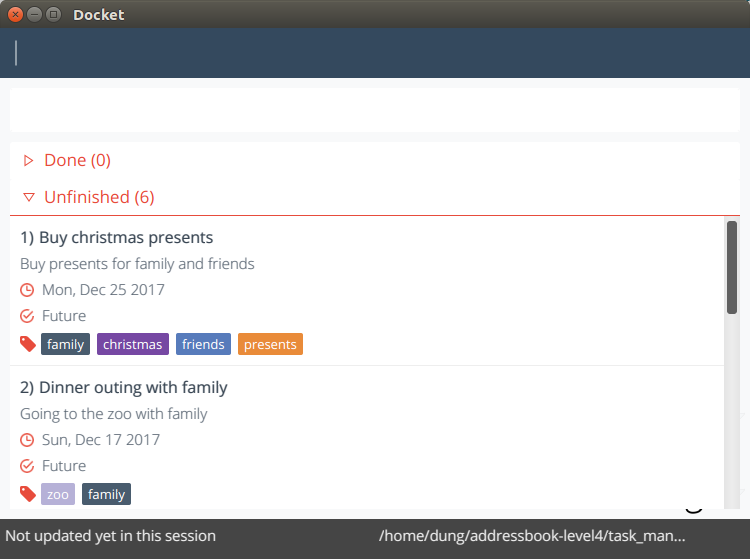 Docket
Done (0)
Unfinished (6)
1) Buy christmas presents
Buy presents for family and friends
Mon, Dec 25 2017
Future
family christmas friends presents
2) Dinner outing with family
Going to the zoo with family
Sun, Dec 17 2017
Future
zoo family
Not updated yet in this session /home/dung/addressbook-level4/task_man...